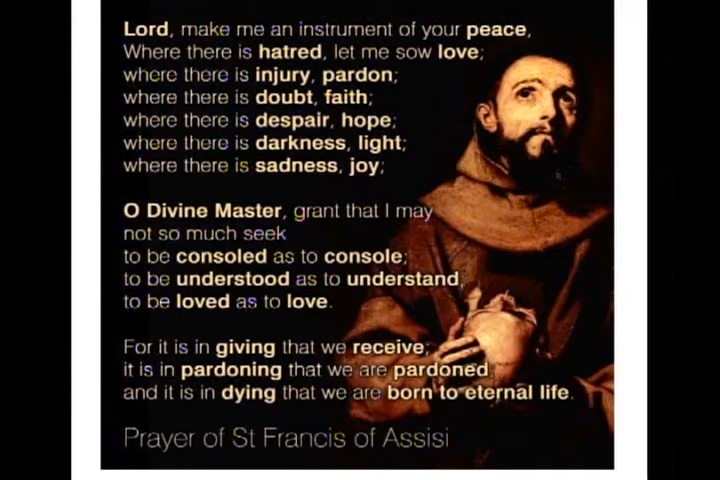 Lord, make me an instrument of your peace,
Where there is hatred, let me sow love;
where there is injury, pardon;
where there is doubt, faith;
where there is despair, hope;
where there is darkness, light;
where there is sadness, joy;
O Divine Master, grant that I may
not so much seek
to be consoled as to console;
to be understood as to understand,
to be loved as to love.
For it is in giving that we receive;
it is in pardoning that we are pardoned,
and it is in dying that we are born to eternal life.
Prayer of St Francis of Assisi